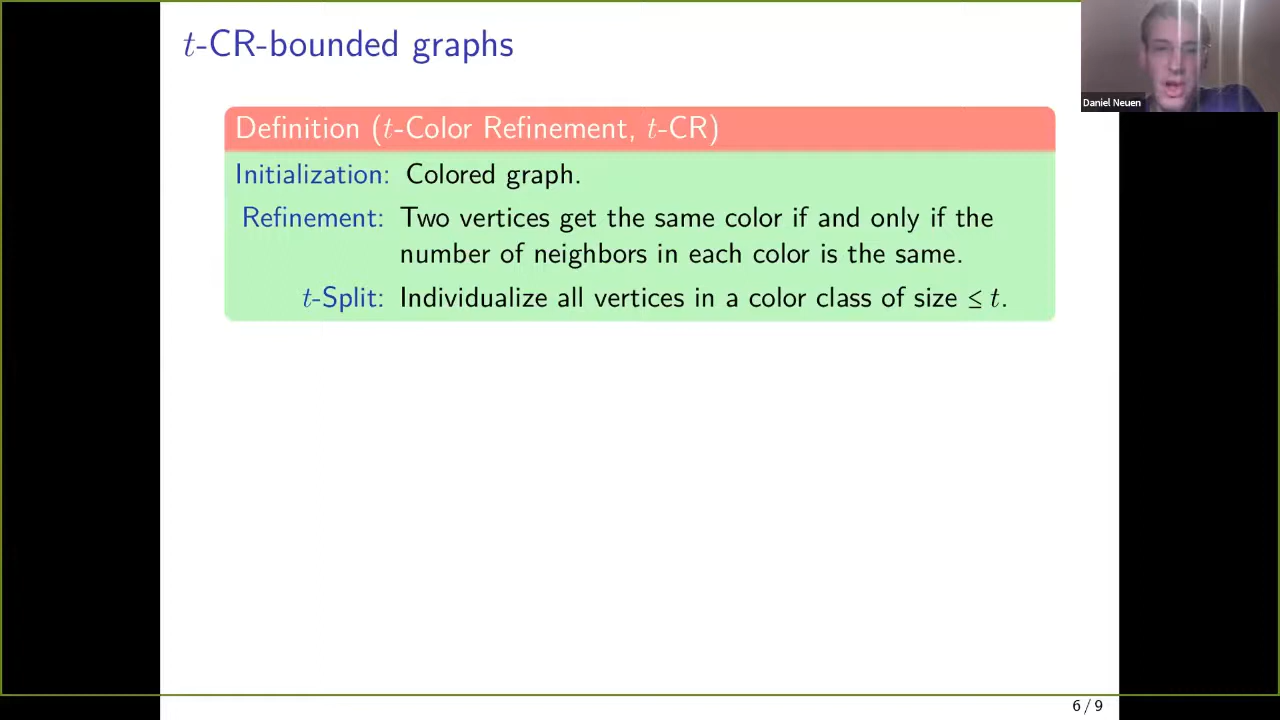 t-CR-bounded graphs
Daniel Neuen
Definition (t-Color Refinement, t-CR)
Initialization: Colored graph.
Refinement: Two vertices get the same color if and only if the
number of neighbors in each color is the same.
t-Split: Individualize all vertices in a color class of size ≤ t.
6 / 9